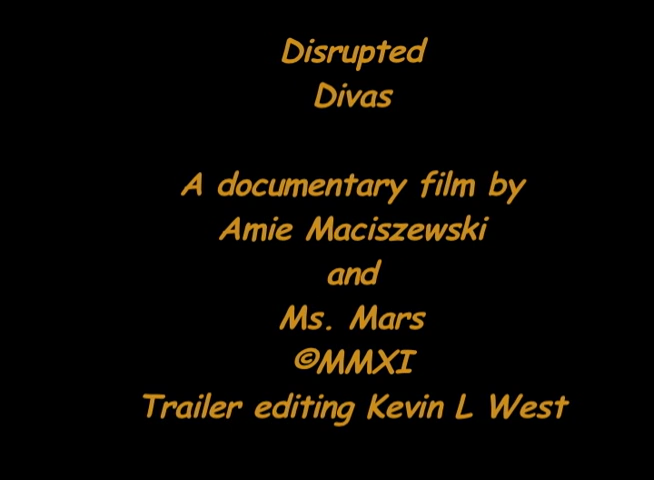 Disrupted
Divas
A documentary film by
Amie Maciszewski
and
Ms. Mars
©MMXI
Trailer editing Kevin L West